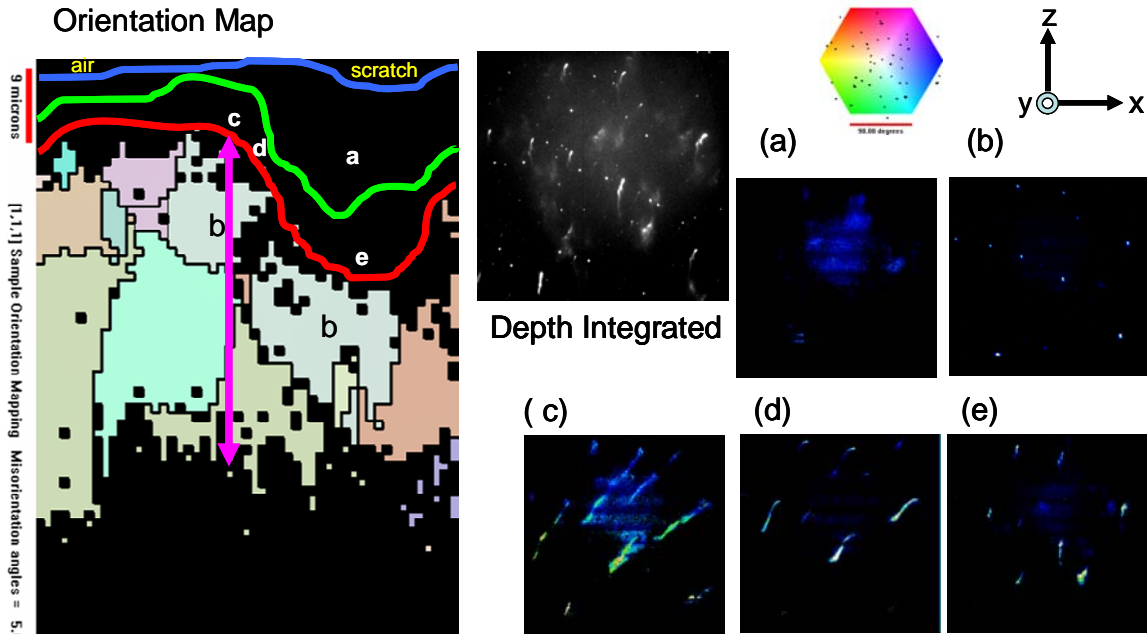 Orientation Map
air
scratch
9 microns
[1,1,1] Sample Orientation Mapping Misorientation angles = 5.
c
d
a
b
e
b
Depth Integrated
90.00 degrees
z
y
x
(a)
(b)
( c)
(d)
(e)